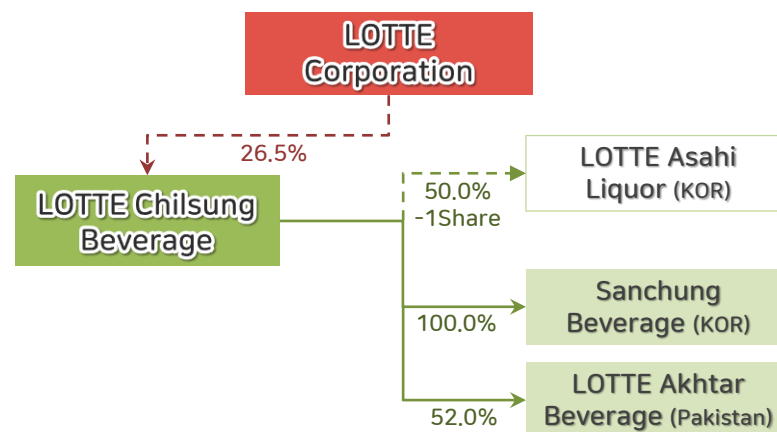 LOTTE
Corporation
26.5%
LOTTE Chilsung
Beverage
50.0%
-1Share
LOTTE Asahi
Liquor (KOR)
100.0%
Sanchung
Beverage (KOR)
52.0%
LOTTE Akhtar
Beverage (Pakistan)